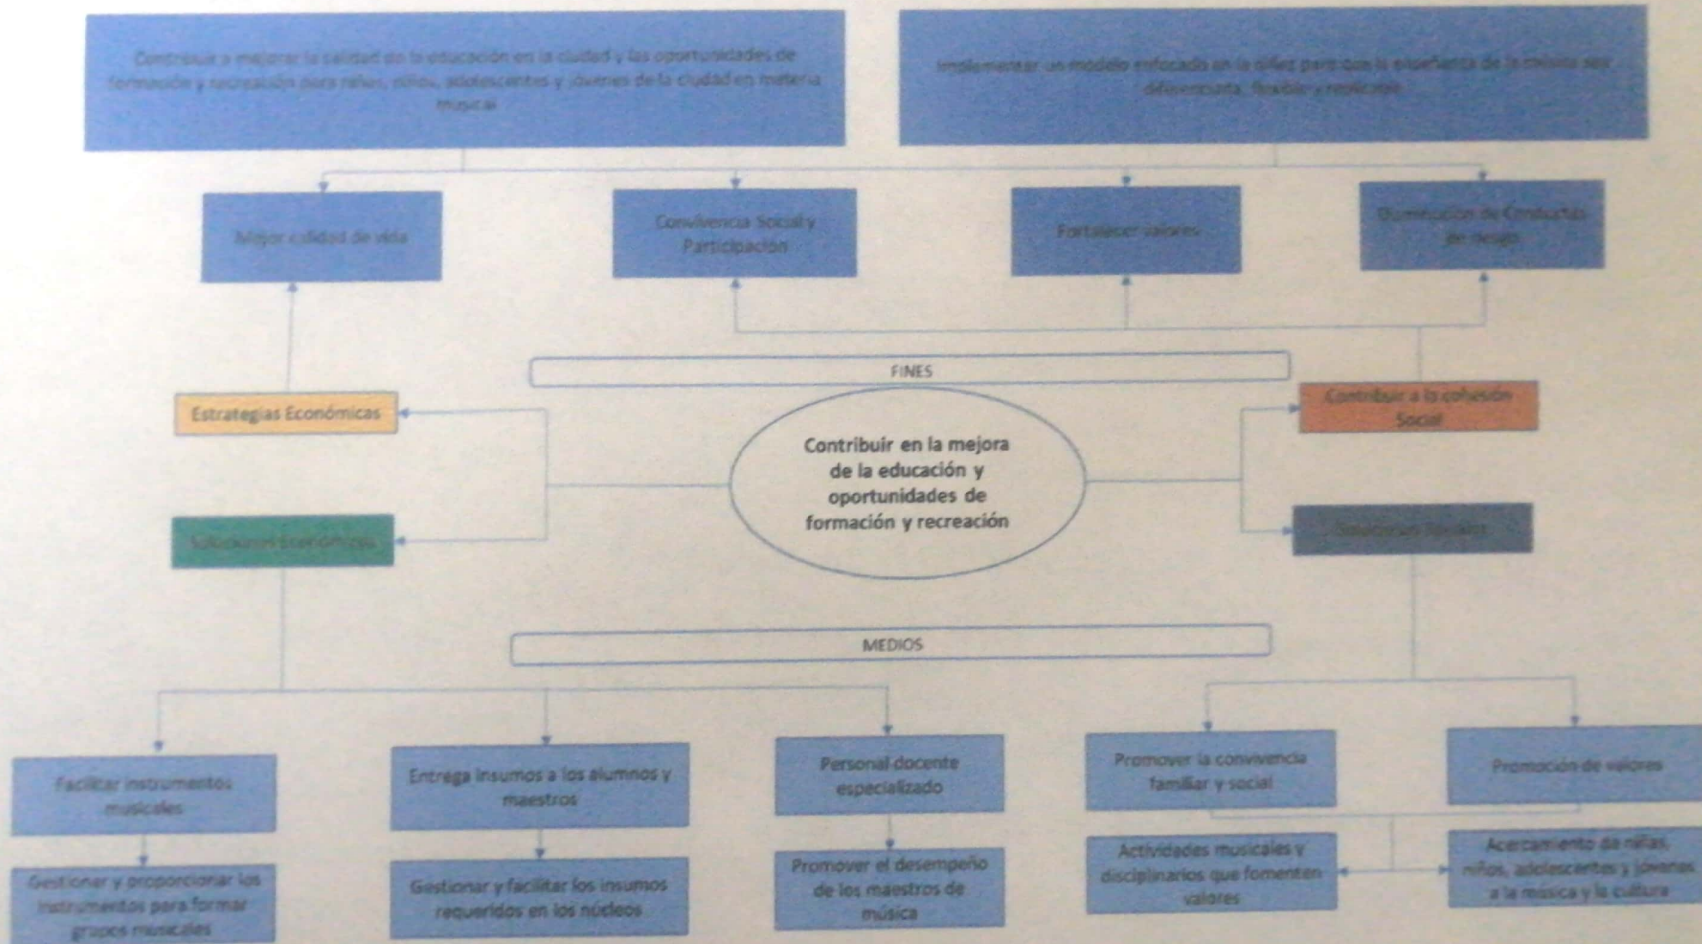 Contribuir a mejorar la calidad de la educación en la ciudad y las oportunidades de
formación y recreación para niñas, niños, adolescentes y jóvenes de la ciudad en materia
musical
Implementar un modelo enfocado en la niñez para que la enseñanza de la música sea
diferenciada, flexible y replicable
Mejor calidad de vida
Convivencia Social y
Participación
Fortalecer valores
Disminución de Conductas
de riesgo
FINES
Estrategias Económicas
Contribuir a la cohesión
Social
Contribuir en la mejora
de la educación y
oportunidades de
formación y recreación
Soluciones Económicas
Soluciones Sociales
MEDIOS
Facilitar instrumentos
musicales
Entrega insumos a los alumnos y
maestros
Personal docente
especializado
Promover la convivencia
familiar y social
Promoción de valores
Gestionar y proporcionar los
instrumentos para formar
grupos musicales
Gestionar y facilitar los insumos
requeridos en los núcleos
Promover el desempeño
de los maestros de
música
Actividades musicales y
disciplinarios que fomenten
valores
Acercamiento de niñas,
niños, adolescentes y jóvenes
a la música y la cultura